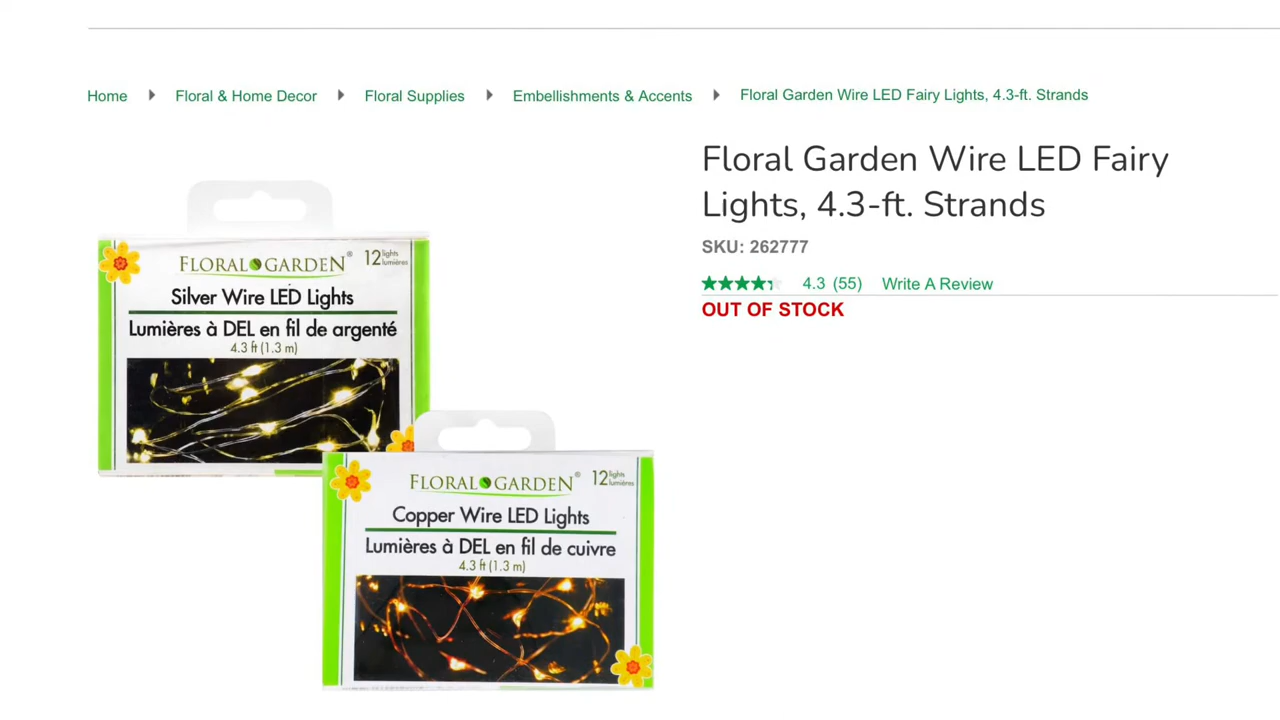 Home Floral & Home Decor Floral Supplies Embellishments & Accents Floral Garden Wire LED Fairy Lights, 4.3-ft. Strands
Floral Garden Wire LED Fairy
Lights, 4.3-ft. Strands
SKU: 262777
4.3 (55) Write A Review
OUT OF STOCK
FLORAL GARDEN®
12 lights
lumières
Silver Wire LED Lights
Lumières à DEL en fil de argenté
4.3 ft (1.3 m)
FLORAL GARDEN®
12 lights
lumières
Copper Wire LED Lights
Lumières à DEL en fil de cuivre
4.3 ft (1.3 m)